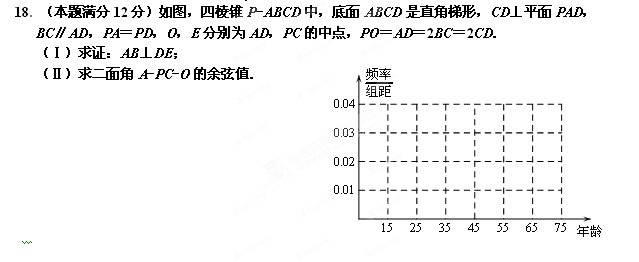 18. （本题满分12分）如图，四棱锥 P-ABCD 中，底面 ABCD 是直角梯形，CD⊥平面 PAD，
BC∥AD，PA=PD，O，E 分别为 AD，PC 的中点，PO=AD=2BC=2CD.
（Ⅰ）求证：AB⊥DE；
（Ⅱ）求二面角 A-PC-O 的余弦值.
频率
组距
0.04
0.03
0.02
0.01
15 25 35 45 55 65 75 年龄